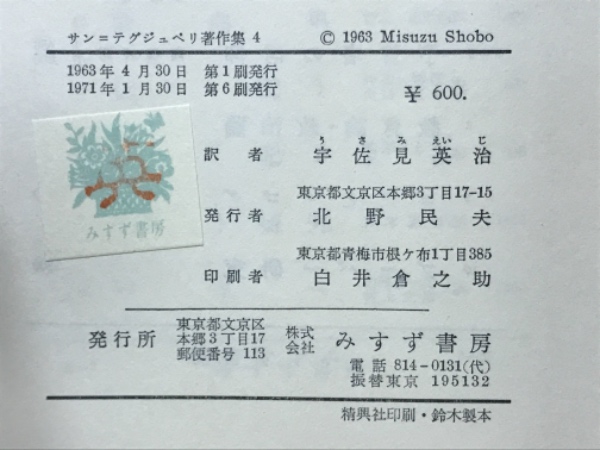 サン=テグジュペリ著作集 4
© 1963 Misuzu Shobo
1963年4月30日 第1刷発行
1971年1月30日 第6刷発行
¥ 600.
みすず書房
うさみえいじ
訳者 宇佐見英治
東京都文京区本郷3丁目17-15
発行者 北野民夫
東京都青梅市根ケ布1丁目385
印刷者 白井倉之助
発行所
東京都文京区
本郷3丁目17
郵便番号 113
株式
会社
みすず書房
電話 814-0131(代)
振替東京 195132
精興社印刷・鈴木製本